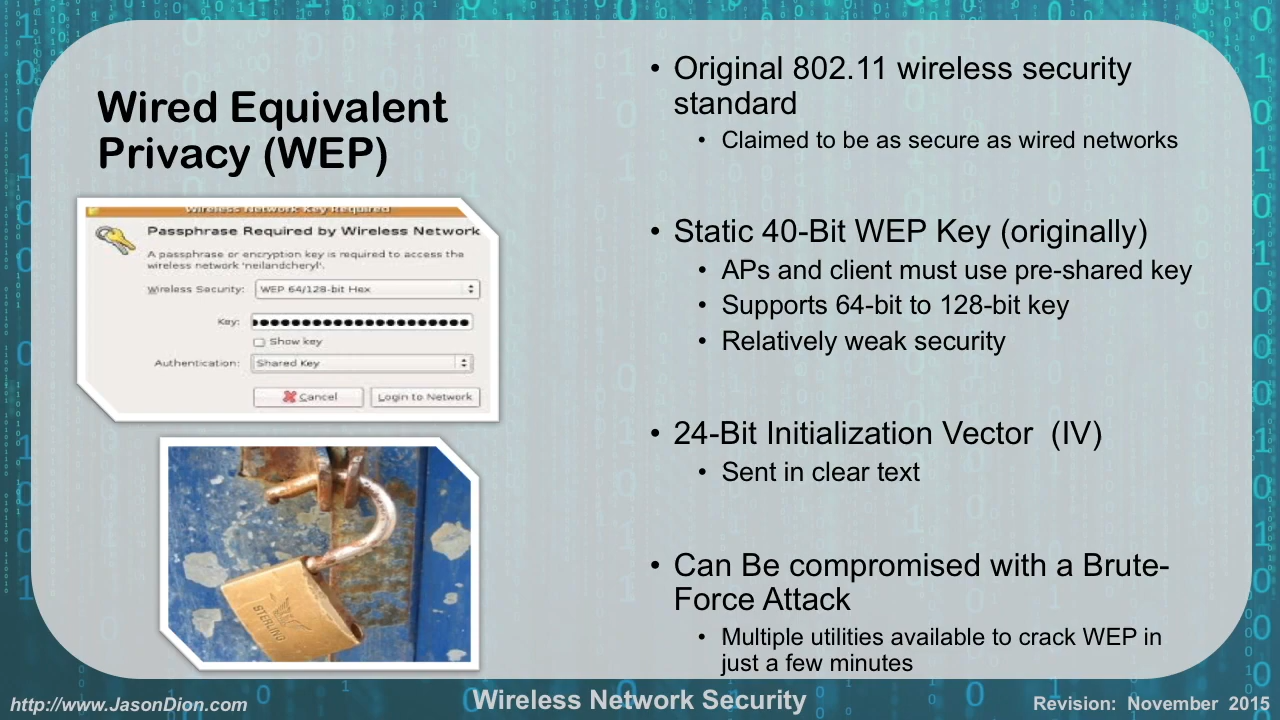 Wired Equivalent
Privacy (WEP)
Wireless Network Key Required
Passphrase Required by Wireless Network
A passphrase or encryption key is required to access the
wireless network 'neilandcheryl'.
Wireless Security: WEP 64/128-bit Hex
Key:
Show key
Authentication: Shared Key
Cancel Login to Network
STERLING
• Original 802.11 wireless security
standard
• Claimed to be as secure as wired networks
• Static 40-Bit WEP Key (originally)
• APs and client must use pre-shared key
• Supports 64-bit to 128-bit key
• Relatively weak security
• 24-Bit Initialization Vector (IV)
• Sent in clear text
• Can Be compromised with a Brute-
Force Attack
• Multiple utilities available to crack WEP in
just a few minutes
http://www.JasonDion.com
Wireless Network Security
Revision: November 2015